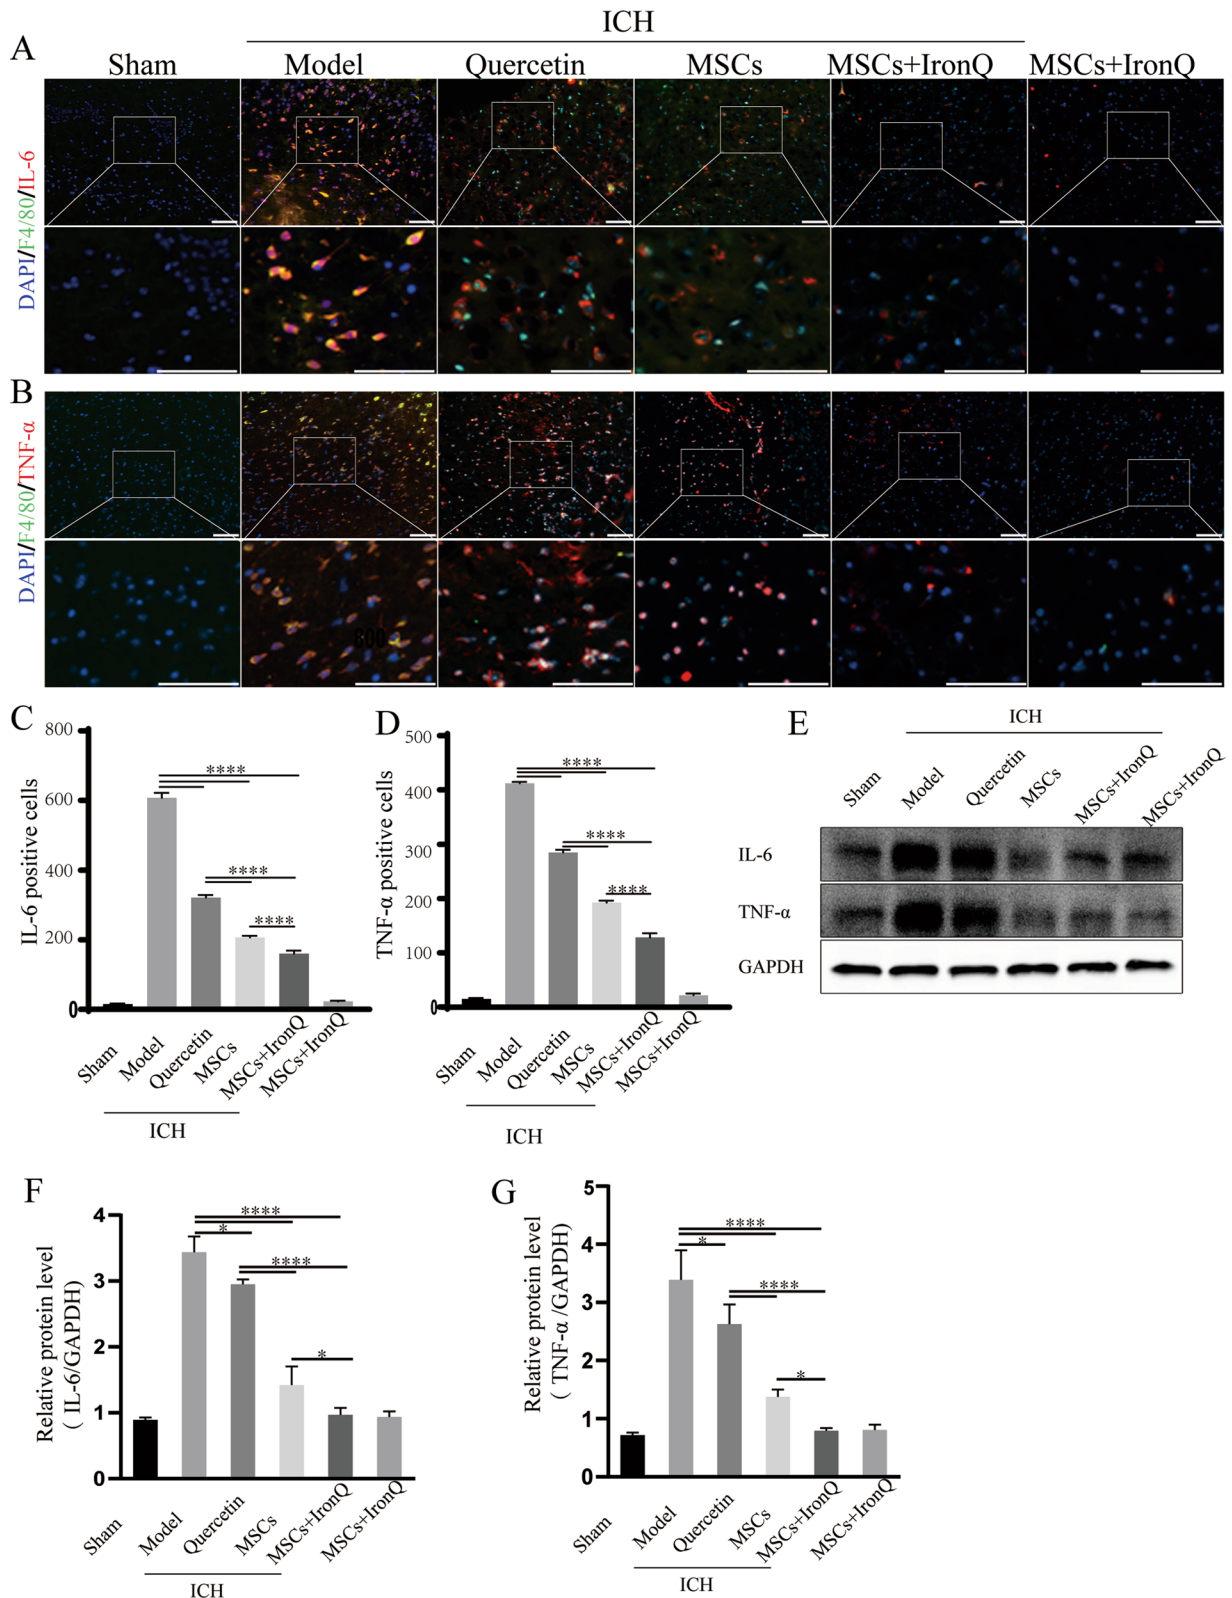 ICH
A
Sham Model Quercetin MSCs MSCs+IronQ MSCs+IronQ
DAPI/F4/80/IL-6
B
DAPI/F4/80/TNF-α
800
C
IL-6 positive cells
800
600
400
200
0
****
****
****
Sham Model Quercetin MSCs MSCs+IronQ MSCs+IronQ
ICH
D
TNF-α positive cells
500
400
300
200
100
0
****
****
****
Sham Model Quercetin MSCs MSCs+IronQ MSCs+IronQ
ICH
E
ICH
Sham Model Quercetin MSCs MSCs+IronQ MSCs+IronQ
IL-6
TNF-α
GAPDH
F
Relative protein level
( IL-6/GAPDH)
4
3
2
1
0
****
*
****
*
Sham Model Quercetin MSCs MSCs+IronQ MSCs+IronQ
ICH
G
Relative protein level
( TNF-α/GAPDH)
5
4
3
2
1
0
****
*
****
*
Sham Model Quercetin MSCs MSCs+IronQ MSCs+IronQ
ICH